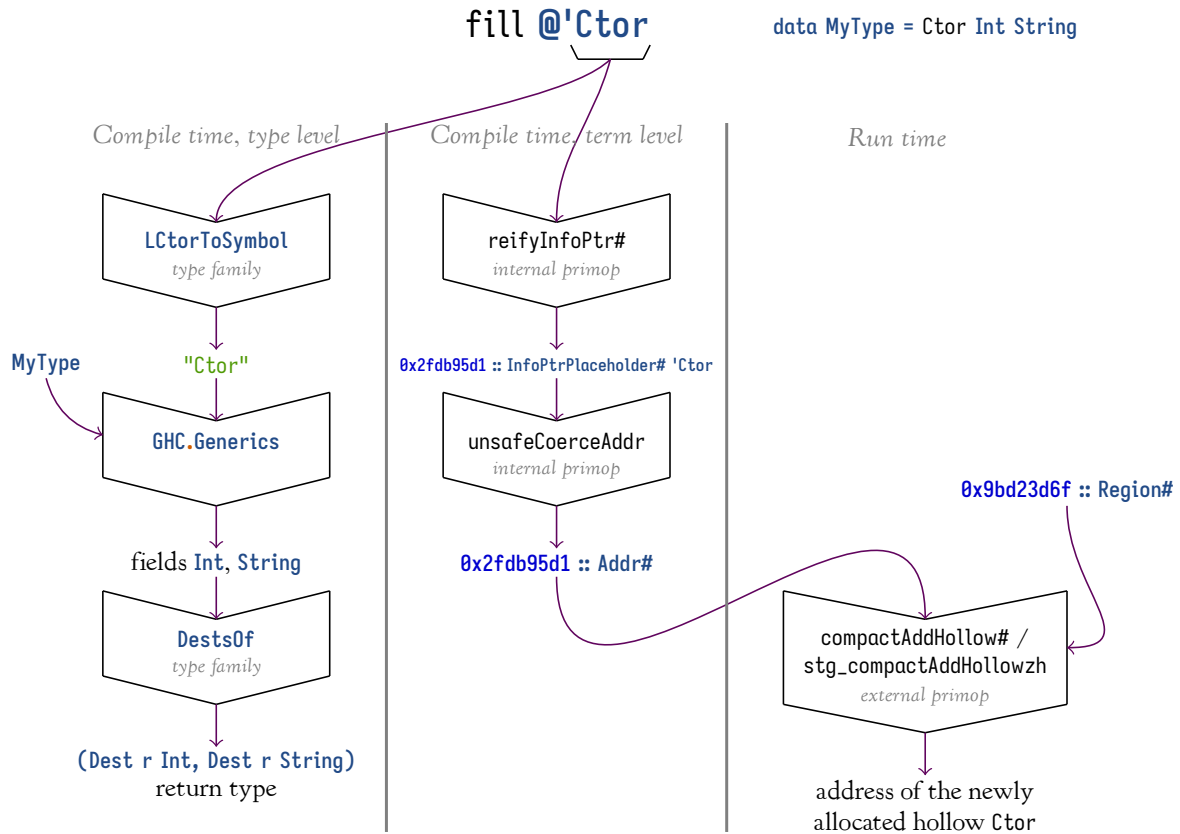 fill @'Ctor
data MyType = Ctor Int String
Compile time, type level
Compile time, term level
Run time
LCtorToSymbol
type family
reifyInfoPtr#
internal primop
MyType
"Ctor"
0x2fdb95d1 :: InfoPtrPlaceholder# 'Ctor
GHC.Generics
unsafeCoerceAddr
internal primop
0x9bd23d6f :: Region#
fields Int, String
0x2fdb95d1 :: Addr#
DestsOf
type family
compactAddHollow# /
stg_compactAddHollowzh
external primop
(Dest r Int, Dest r String)
return type
address of the newly
allocated hollow Ctor